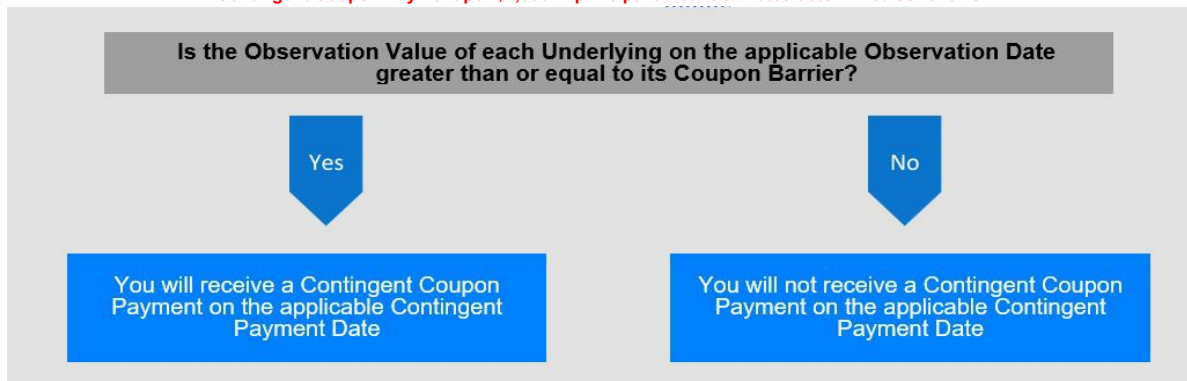 Is the Observation Value of each Underlying on the applicable Observation Date
greater than or equal to its Coupon Barrier?
Yes
No
You will receive a Contingent Coupon
Payment on the applicable Contingent
Payment Date
You will not receive a Contingent Coupon
Payment on the applicable Contingent
Payment Date